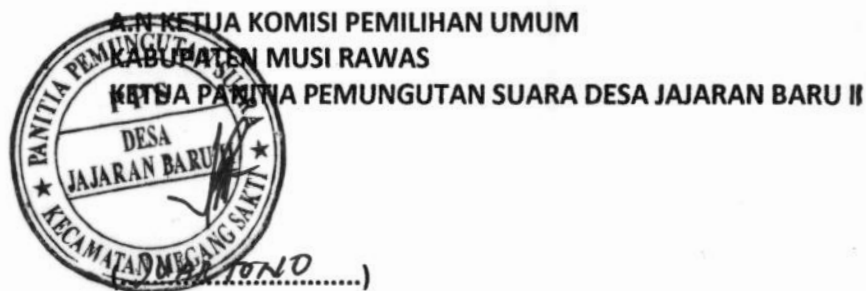 A.N KETUA KOMISI PEMILIHAN UMUM
KABUPATEN MUSI RAWAS
KETUA PANITIA PEMUNGUTAN SUARA DESA JAJARAN BARU II
PANITIA PEMUNGUTAN SUARA
PPS
DESA
JAJARAN BARU
★ KECAMATAN MEGANG SAKTI ★
(....................)